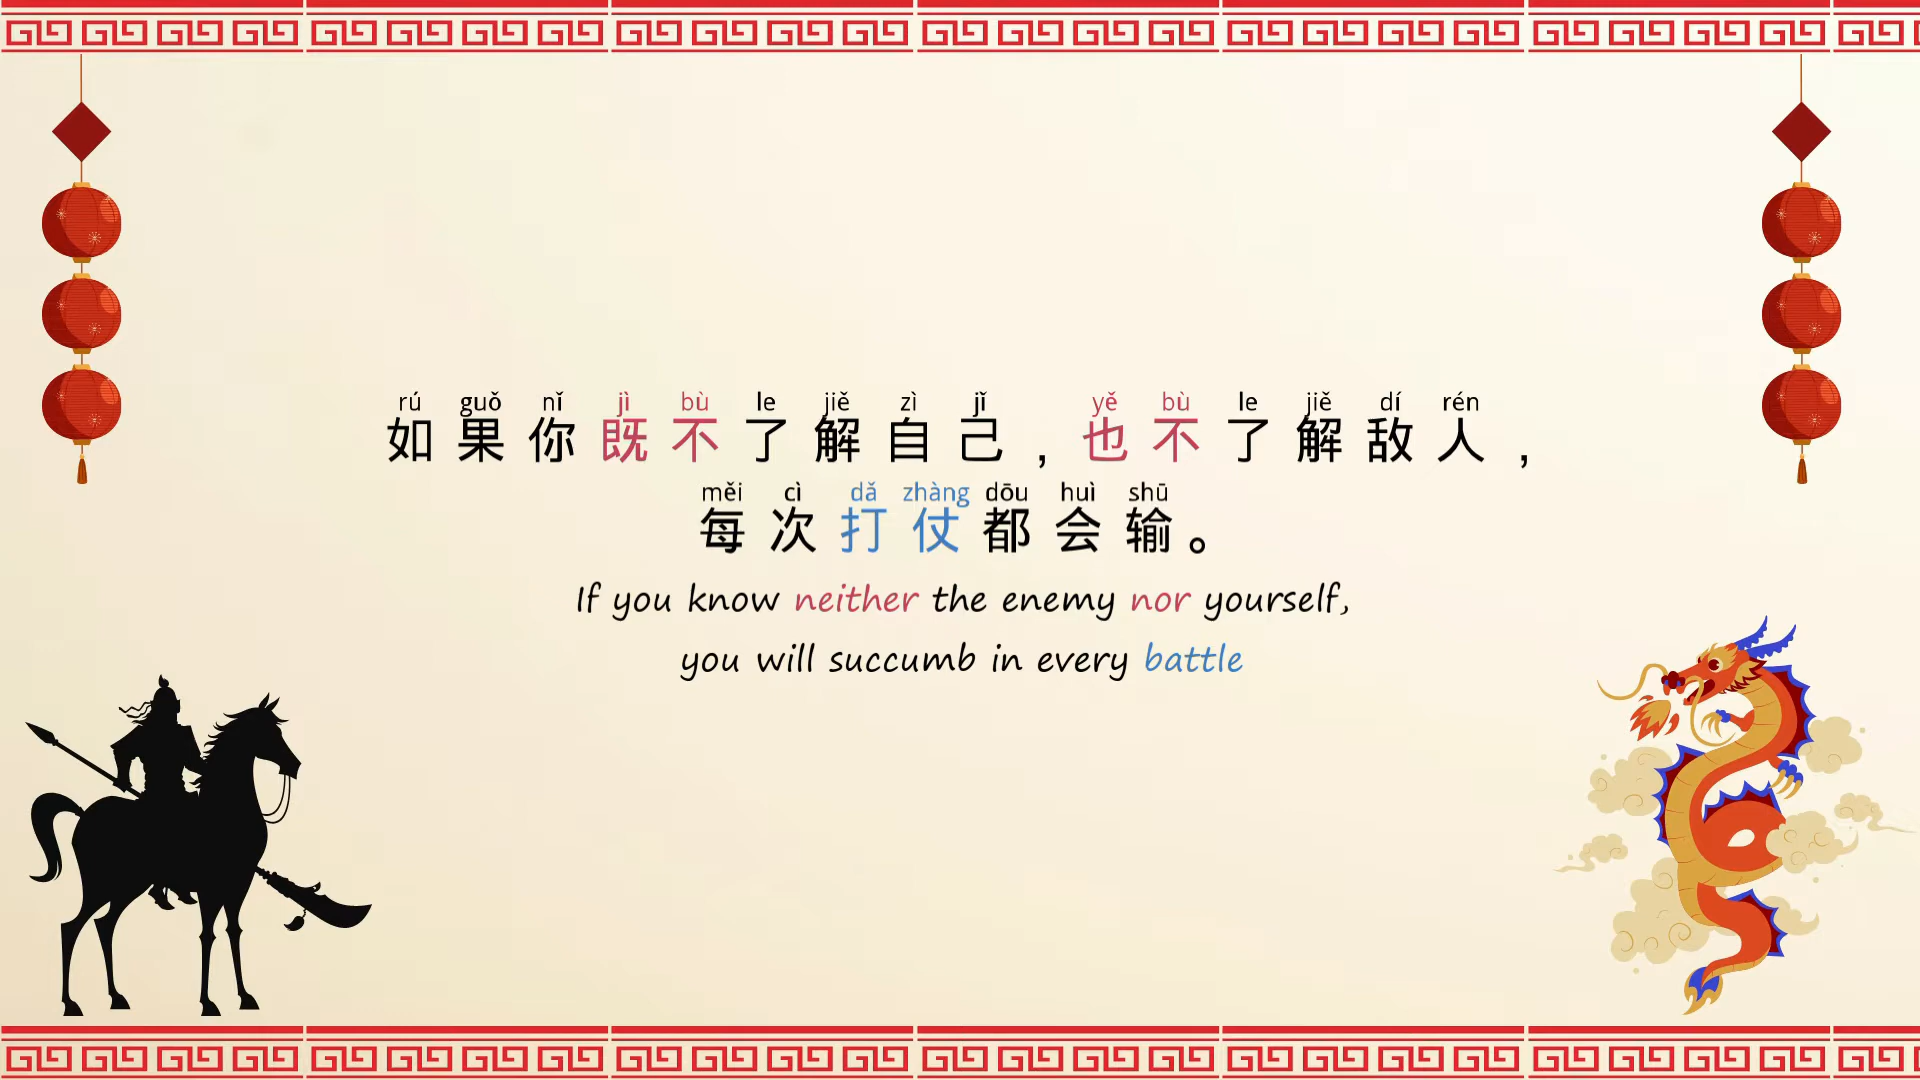 rú guǒ nǐ jì bù le jiě zì jǐ yě bù le jiě dí rén
如果你既不了解自己，也不了解敌人，
měi cì dǎ zhàng dōu huì shū
每次打仗都会输。
If you know neither the enemy nor yourself,
you will succumb in every battle